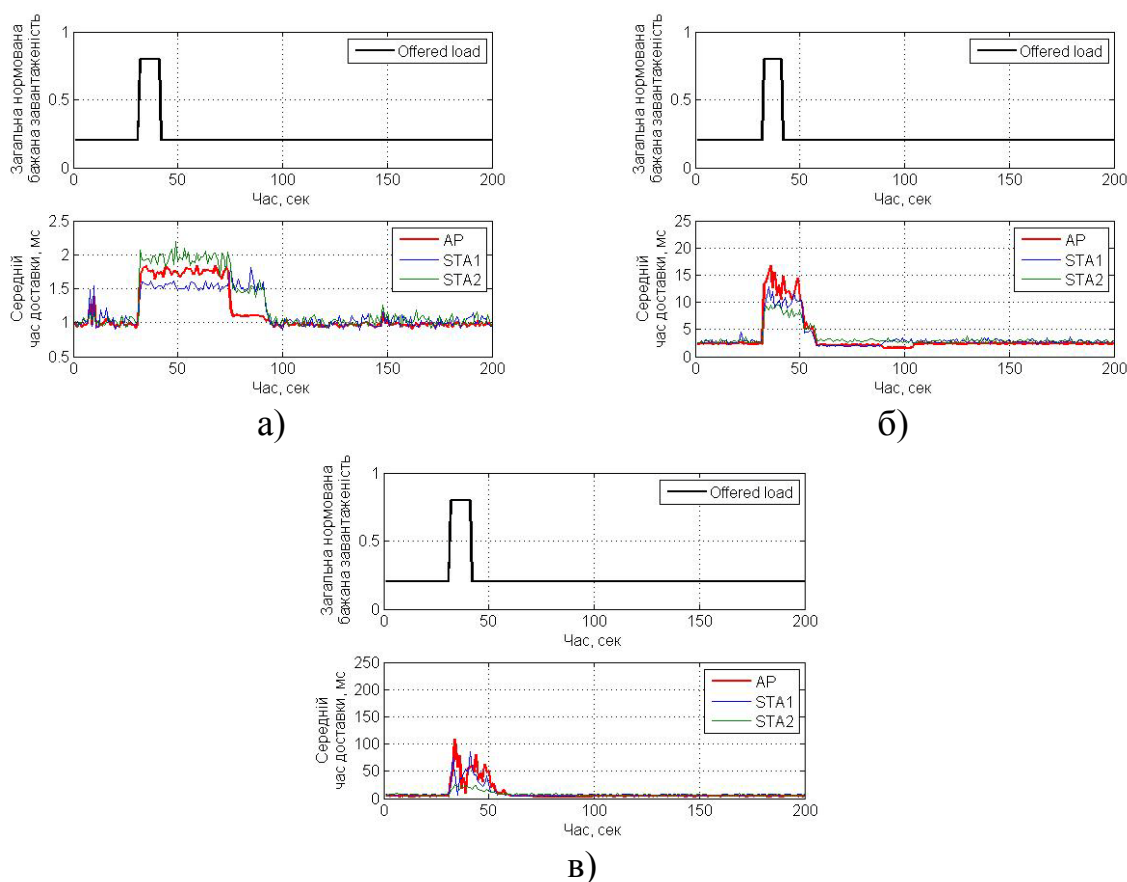 Загальна нормована
бажана завантаженість
1
0.5
0
Offered load
0
50
100
150
200
Час, сек
Середній
час доставки, мс
2.5
2
1.5
1
0.5
AP
STA1
STA2
0
50
100
150
200
Час, сек
а)
Загальна нормована
бажана завантаженість
1
0.5
0
Offered load
0
50
100
150
200
Час, сек
Середній
час доставки, мс
25
20
15
10
5
0
AP
STA1
STA2
0
50
100
150
200
Час, сек
б)
Загальна нормована
бажана завантаженість
1
0.5
0
Offered load
0
50
100
150
200
Час, сек
Середній
час доставки, мс
250
200
150
100
50
0
AP
STA1
STA2
0
50
100
150
200
Час, сек
в)